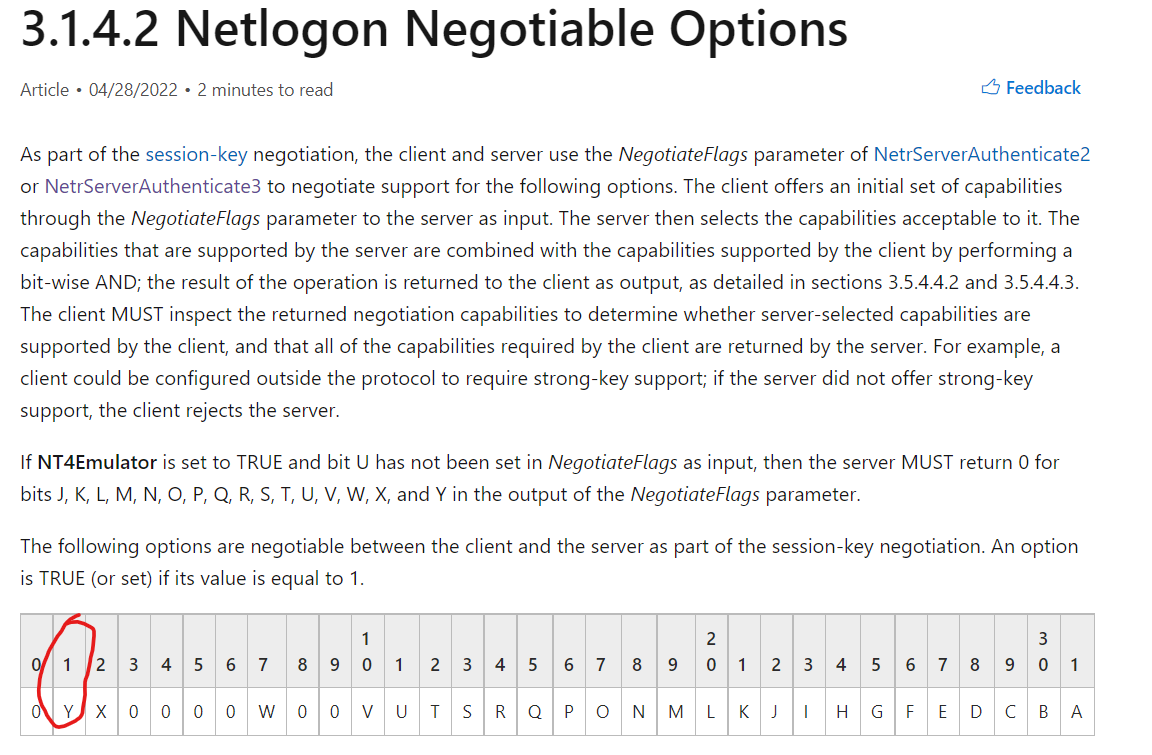 3.1.4.2 Netlogon Negotiable Options
Article • 04/28/2022 • 2 minutes to read
Feedback
As part of the session-key negotiation, the client and server use the NegotiateFlags parameter of NetrServerAuthenticate2
or NetrServerAuthenticate3 to negotiate support for the following options. The client offers an initial set of capabilities
through the NegotiateFlags parameter to the server as input. The server then selects the capabilities acceptable to it. The
capabilities that are supported by the server are combined with the capabilities supported by the client by performing a
bit-wise AND; the result of the operation is returned to the client as output, as detailed in sections 3.5.4.4.2 and 3.5.4.4.3.
The client MUST inspect the returned negotiation capabilities to determine whether server-selected capabilities are
supported by the client, and that all of the capabilities required by the client are returned by the server. For example, a
client could be configured outside the protocol to require strong-key support; if the server did not offer strong-key
support, the client rejects the server.
If NT4Emulator is set to TRUE and bit U has not been set in NegotiateFlags as input, then the server MUST return 0 for
bits J, K, L, M, N, O, P, Q, R, S, T, U, V, W, X, and Y in the output of the NegotiateFlags parameter.
The following options are negotiable between the client and the server as part of the session-key negotiation. An option
is TRUE (or set) if its value is equal to 1.
1 2 3
0 1 2 3 4 5 6 7 8 9 0 1 2 3 4 5 6 7 8 9 0 1 2 3 4 5 6 7 8 9 0 1
0 Y X 0 0 0 0 W 0 0 V U T S R Q P O N M L K J I H G F E D C B A